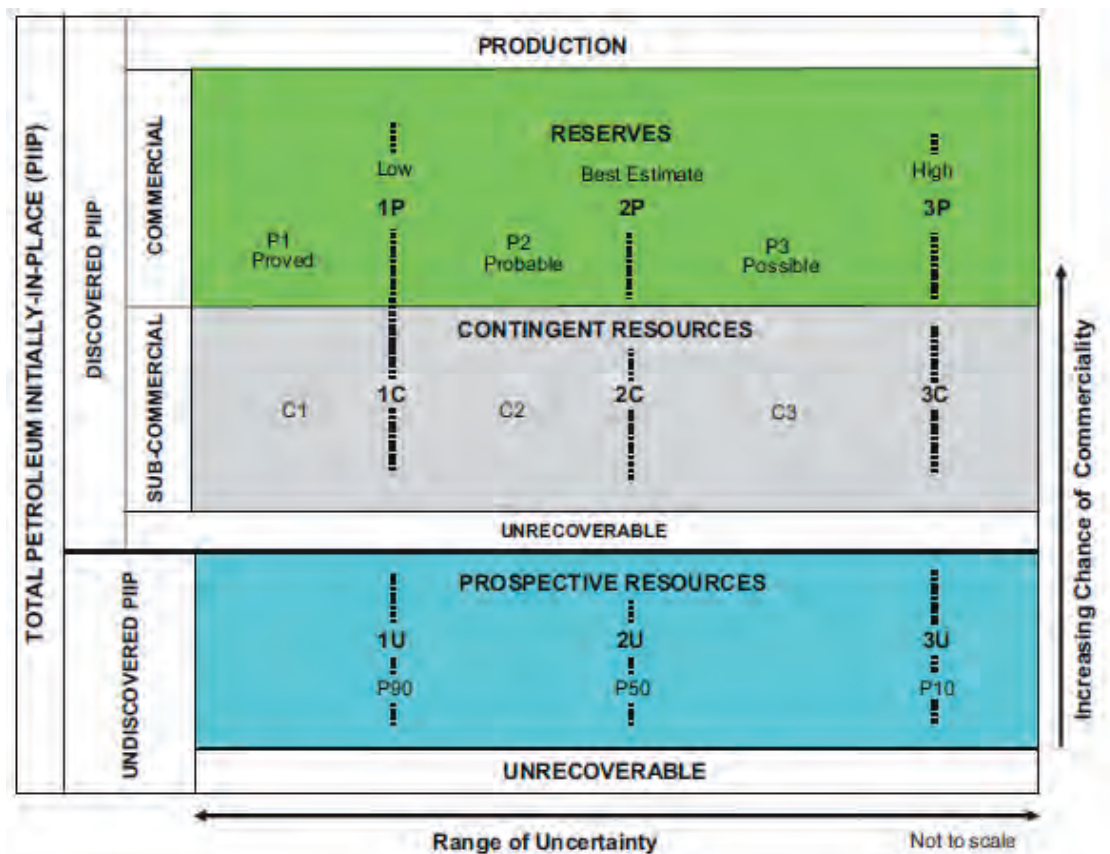 TOTAL PETROLEUM INITIALLY-IN-PLACE (PIIP)
DISCOVERED PIIP
UNDISCOVERED PIIP
COMMERCIAL
SUB-COMMERCIAL
PRODUCTION
RESERVES
Low
Best Estimate
High
1P
2P
3P
P1
Proved
P2
Probable
P3
Possible
CONTINGENT RESOURCES
1C
2C
3C
C1
C2
C3
UNRECOVERABLE
PROSPECTIVE RESOURCES
1U
2U
3U
P90
P50
P10
UNRECOVERABLE
Increasing Chance of Commerciality
Range of Uncertainty
Not to scale